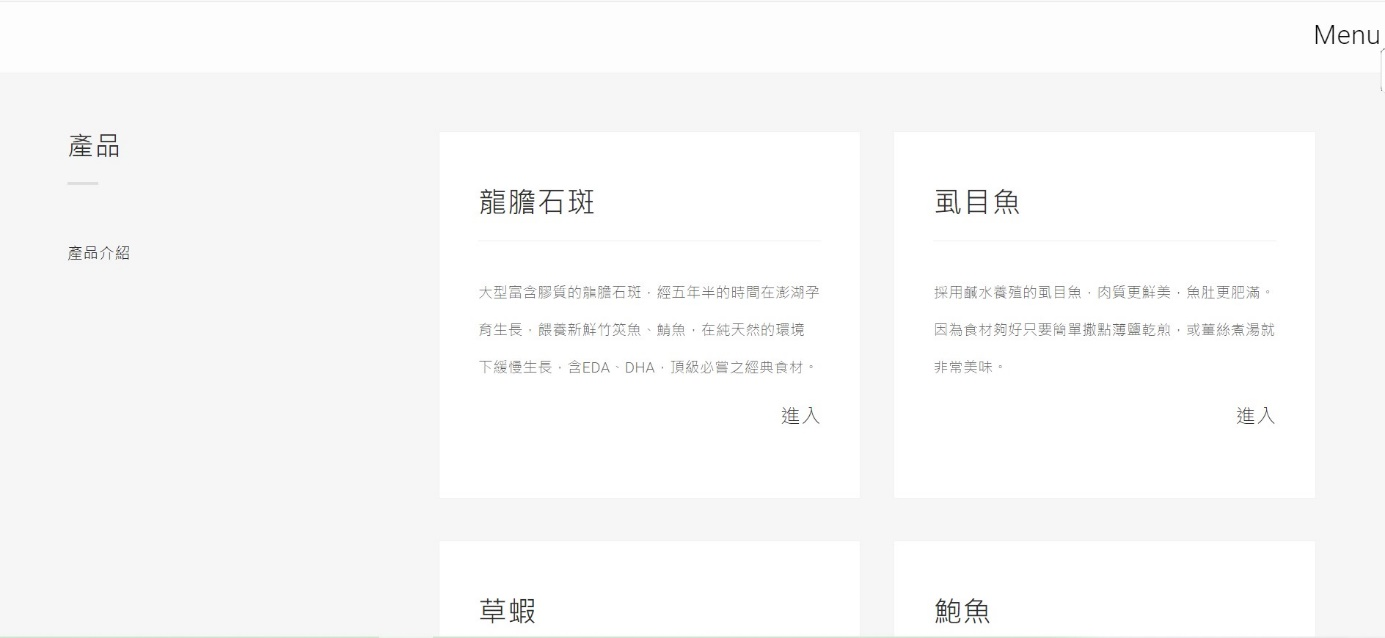 Menu
產品
產品介紹
龍膽石斑
大型富含膠質的龍膽石斑，經五年半的時間在澎湖孕
育生長，餵養新鮮竹筴魚、鯖魚，在純天然的環境
下緩慢生長，含EDA、DHA，頂級必嘗之經典食材。
進入
虱目魚
採用鹹水養殖的虱目魚，肉質更鮮美，魚肚更肥滿。
因為食材夠好只要簡單撒點薄鹽乾煎，或薑絲煮湯就
非常美味。
進入
草蝦
鮑魚